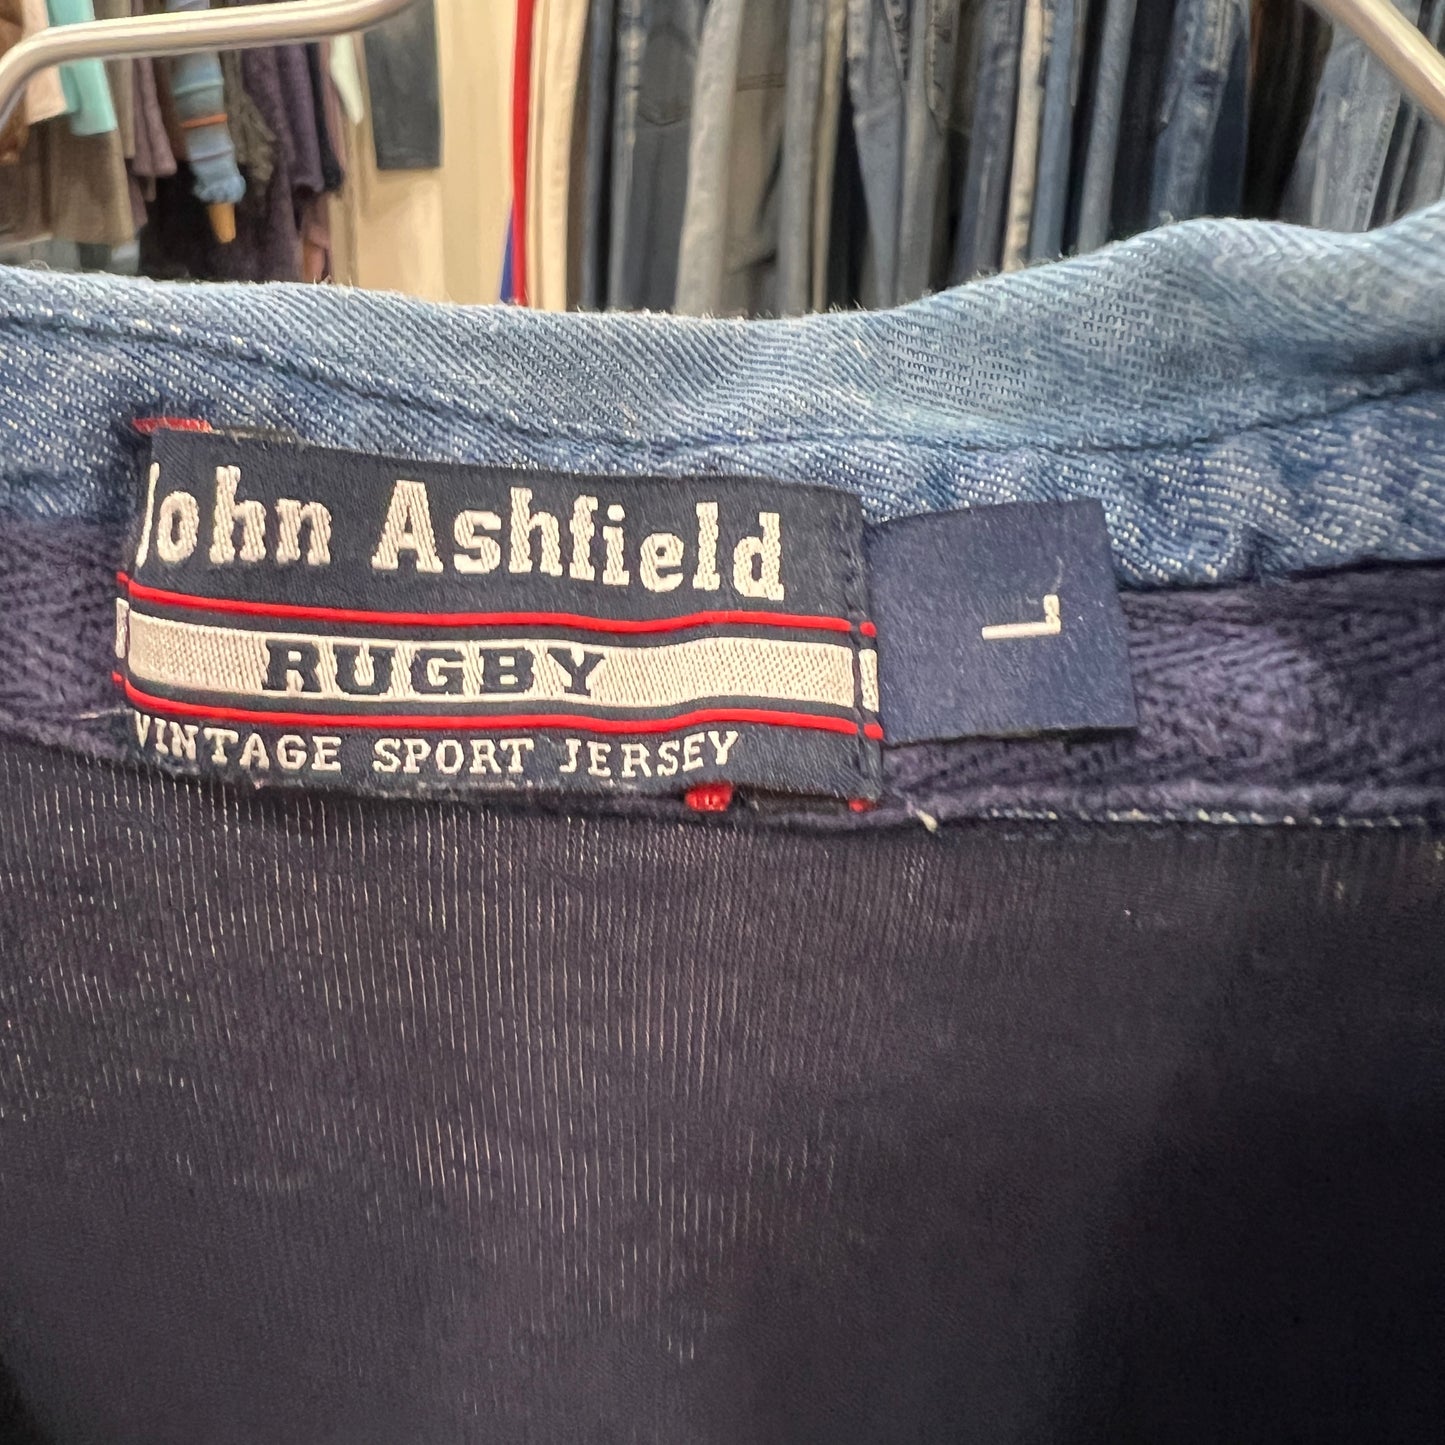 John Ashfield
RUGBY
VINTAGE SPORT JERSEY
L